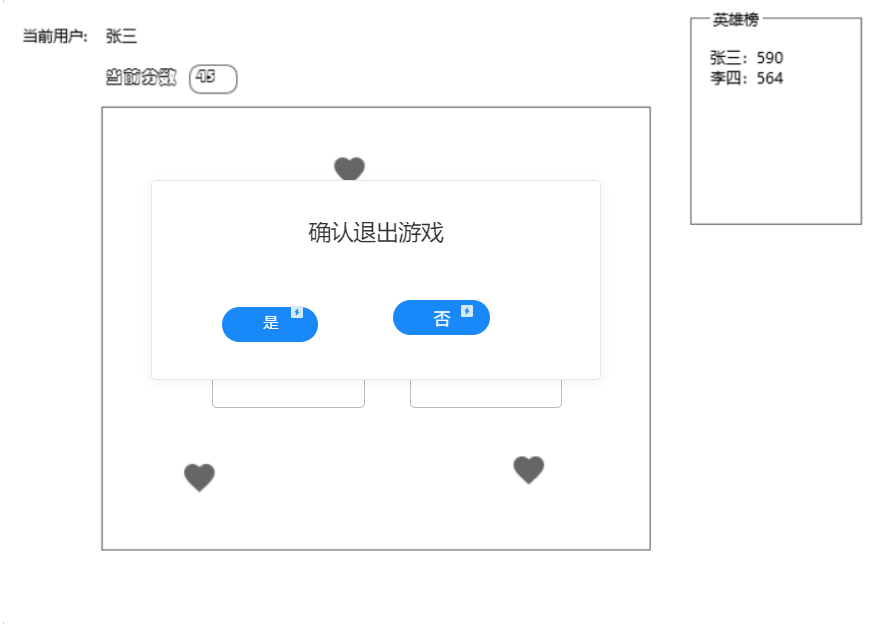 当前用户: 张三
当前分数 45
英雄榜
张三: 590
李四: 564
确认退出游戏
是
否